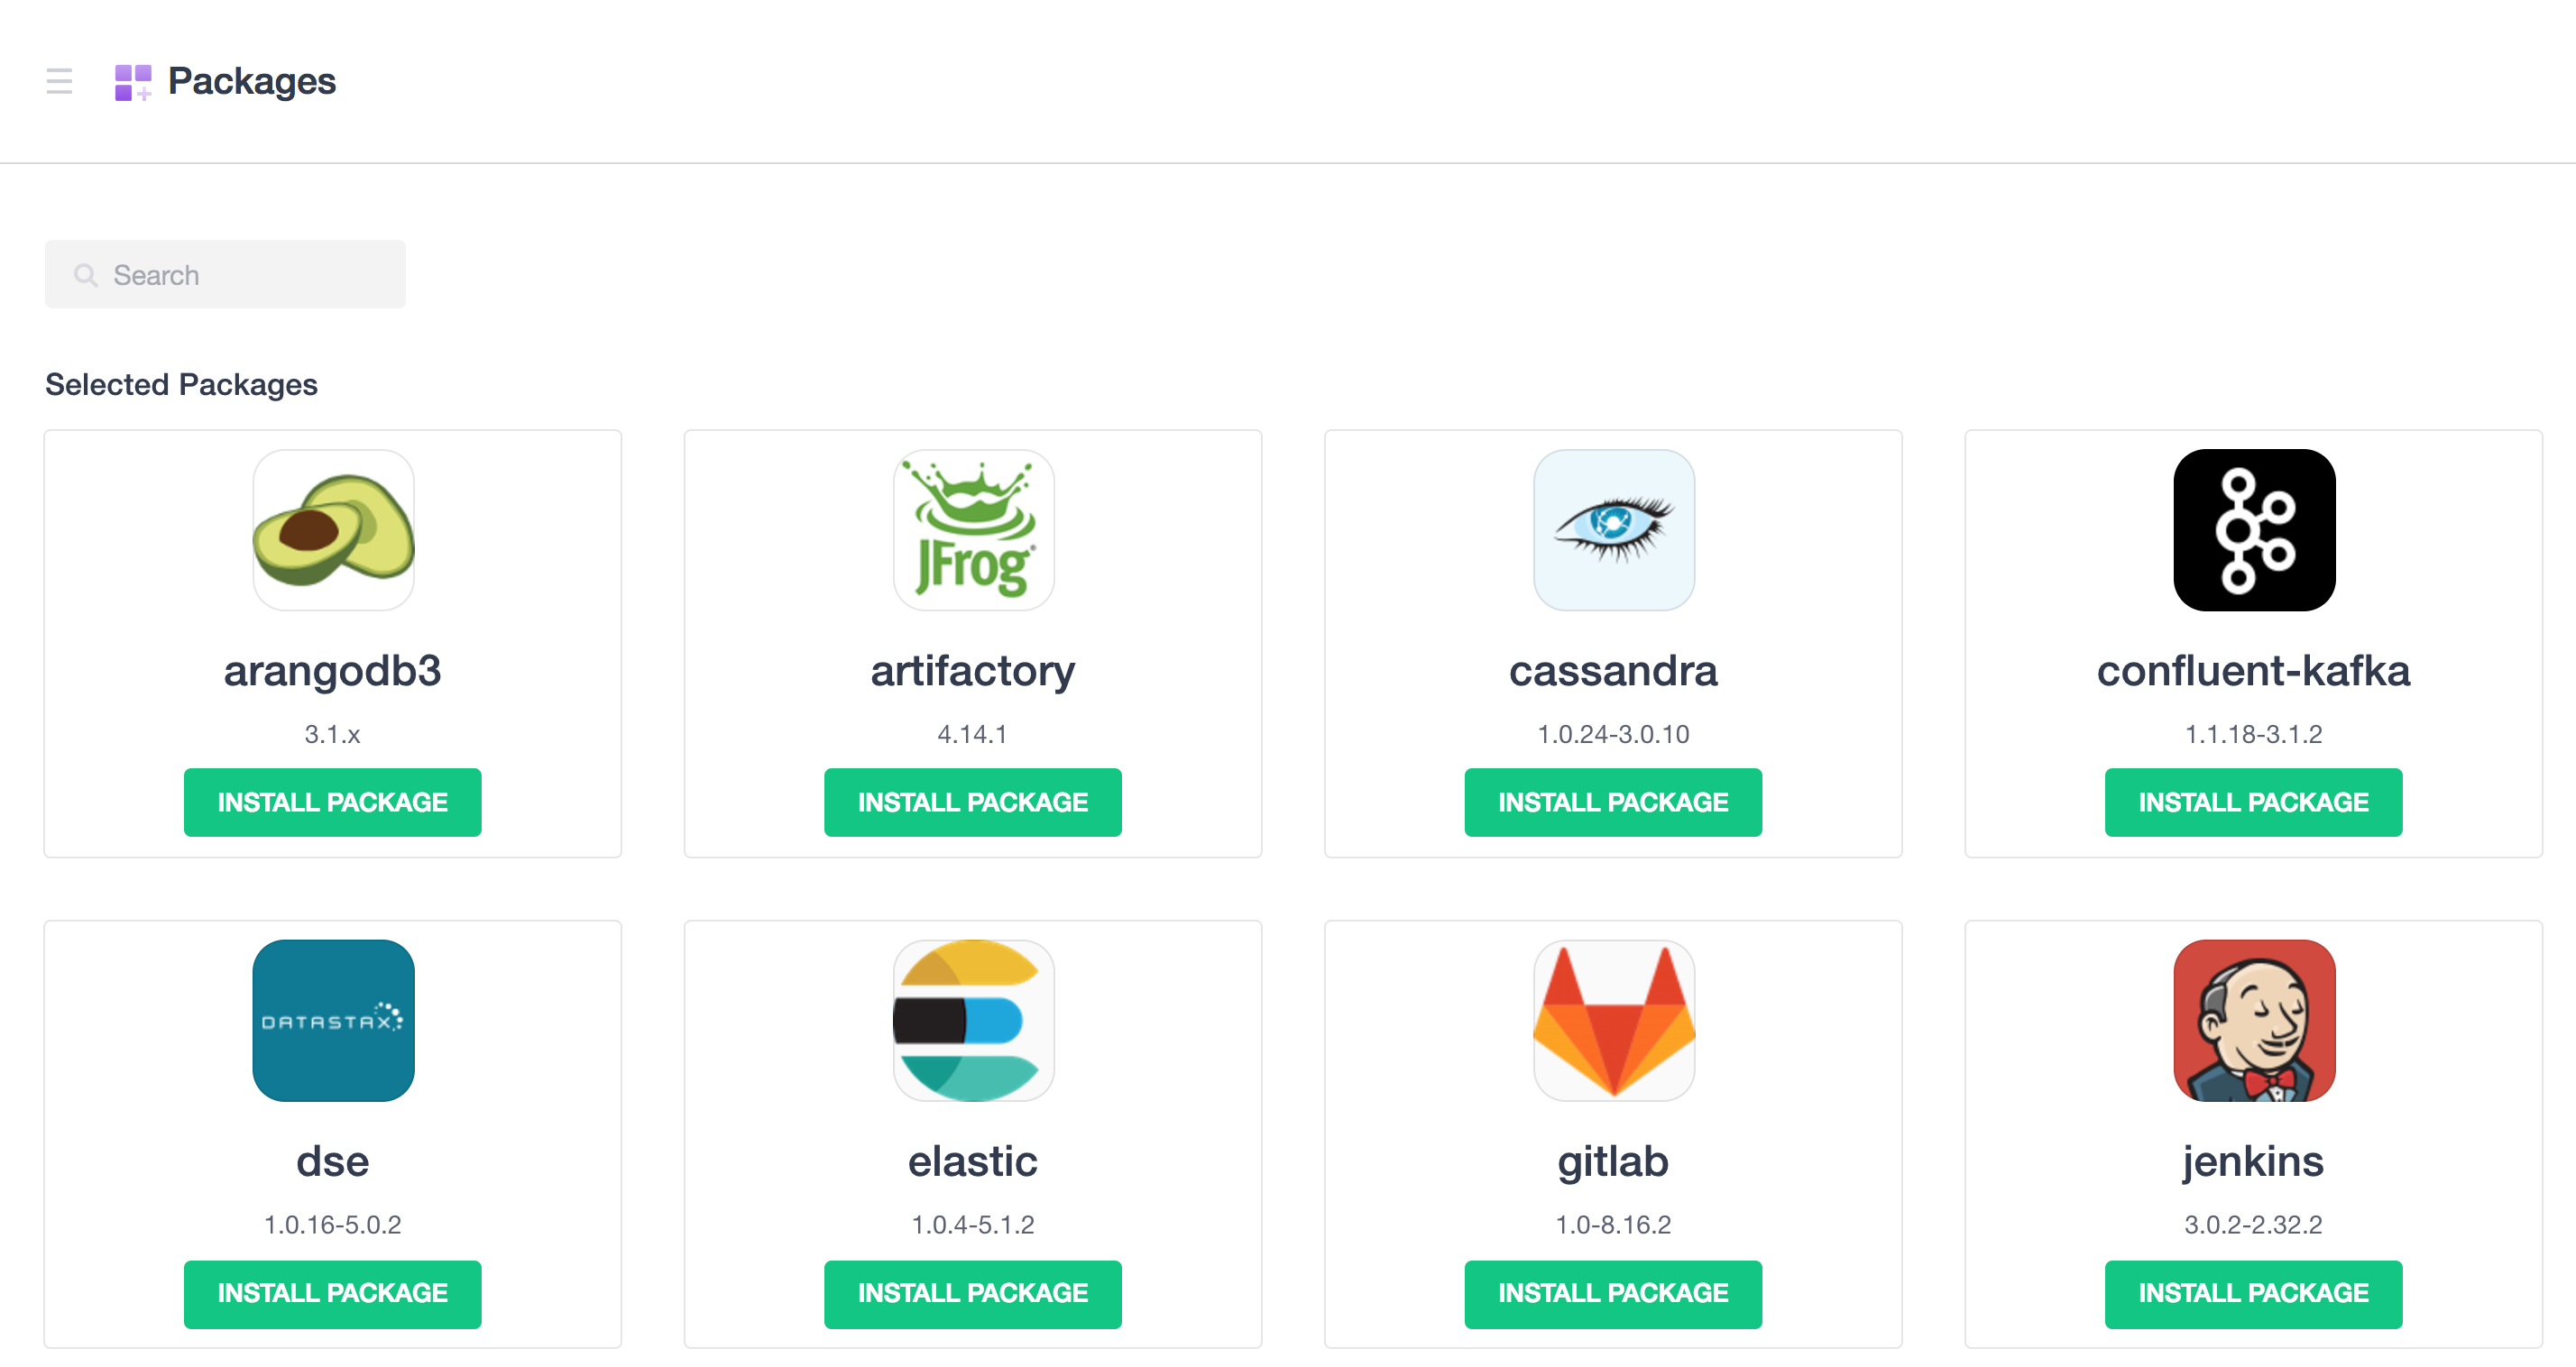 Packages
Search
Selected Packages
JFrog®
arangodb3
artifactory
cassandra
confluent-kafka
3.1.x
4.14.1
1.0.24-3.0.10
1.1.18-3.1.2
INSTALL PACKAGE
INSTALL PACKAGE
INSTALL PACKAGE
INSTALL PACKAGE
DATASTAX
dse
elastic
gitlab
jenkins
1.0.16-5.0.2
1.0.4-5.1.2
1.0-8.16.2
3.0.2-2.32.2
INSTALL PACKAGE
INSTALL PACKAGE
INSTALL PACKAGE
INSTALL PACKAGE